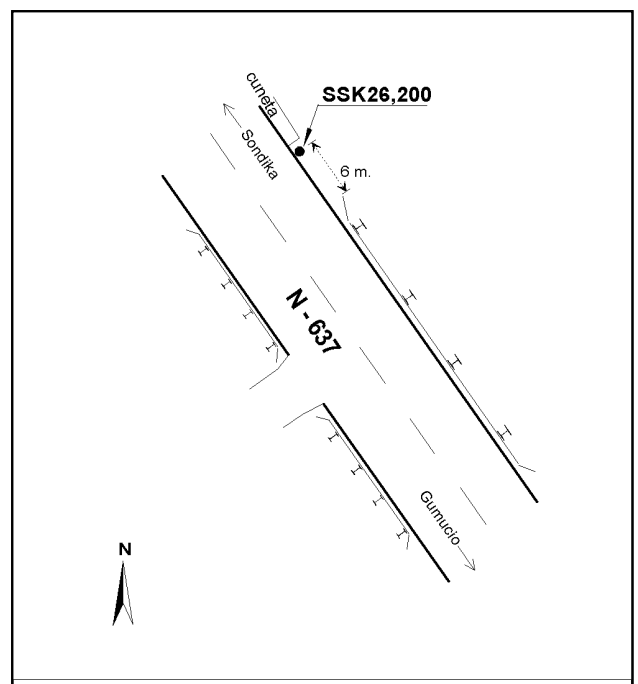 cuneta
SSK26,200
Sondika
6 m.
N - 637
Gumucio
N